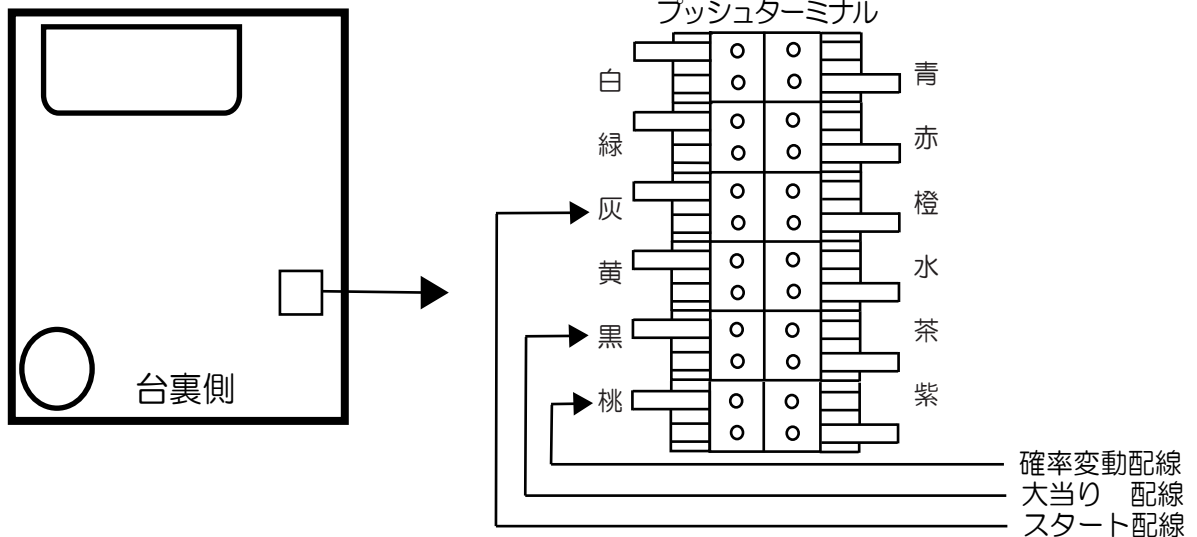 プッシュターミナル
白
青
緑
赤
灰
橙
黄
水
黒
茶
桃
紫
台裏側
確率変動配線
大当り　配線
スタート配線